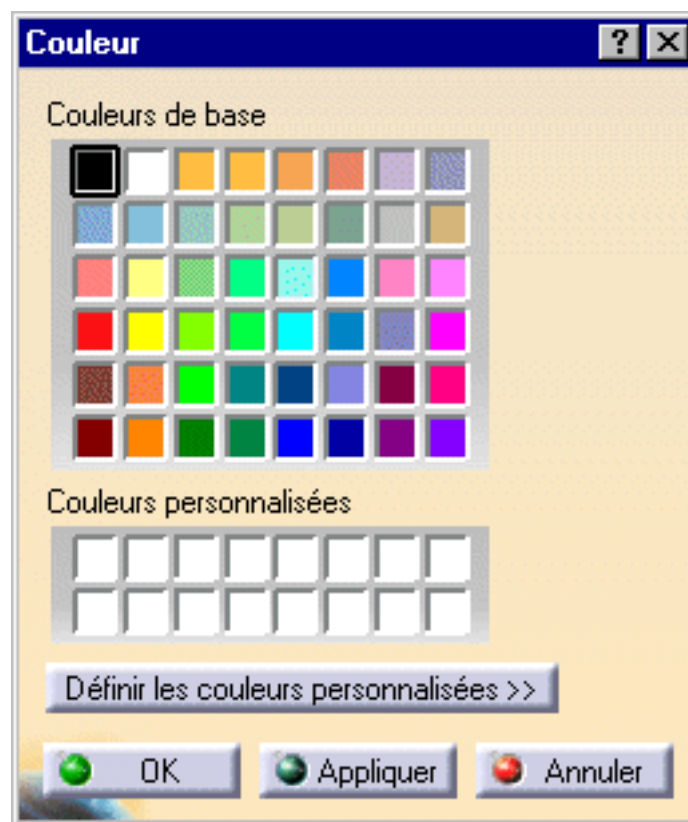 Couleur ?
Couleurs de base
Couleurs personnalisées
Définir les couleurs personnalisées >>
OK Appliquer Annuler